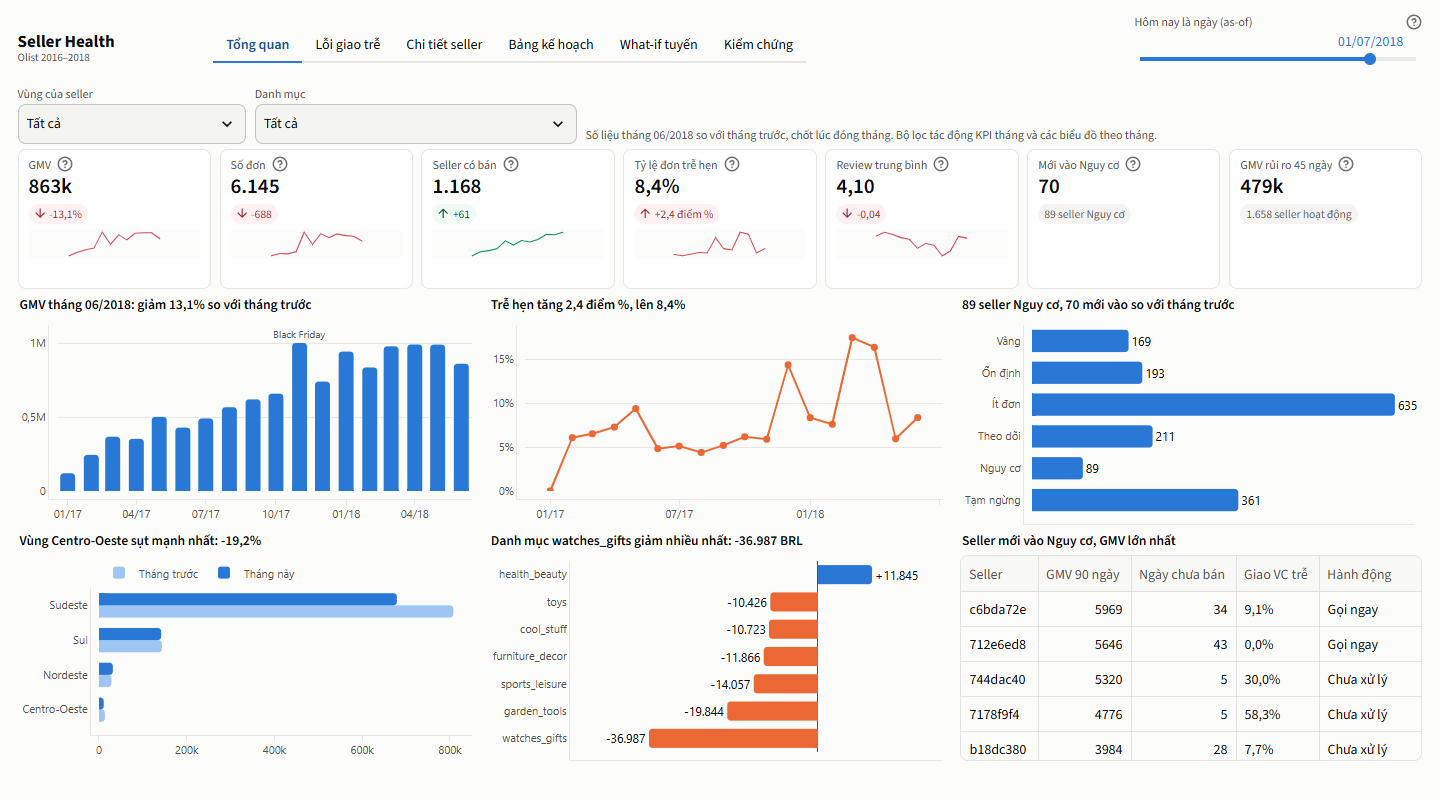 Hôm nay là ngày (as-of)
01/07/2018
Seller Health
Olist 2016–2018
Tổng quan
Lỗi giao trễ
Chi tiết seller
Bảng kế hoạch
What-if tuyến
Kiểm chứng
Vùng của seller
Tất cả
Danh mục
Tất cả
Số liệu tháng 06/2018 so với tháng trước, chốt lúc đóng tháng. Bộ lọc tác động KPI tháng và các biểu đồ theo tháng.
GMV
863k
-13,1%
Số đơn
6.145
-688
Seller có bán
1.168
+61
Tỷ lệ đơn trễ hẹn
8,4%
+2,4 điểm %
Review trung bình
4,10
-0,04
Mới vào Nguy cơ
70
89 seller Nguy cơ
GMV rủi ro 45 ngày
479k
1.658 seller hoạt động
GMV tháng 06/2018: giảm 13,1% so với tháng trước
Black Friday
1M
0,5M
0
01/17
04/17
07/17
10/17
01/18
04/18
Trễ hẹn tăng 2,4 điểm %, lên 8,4%
15%
10%
5%
0%
01/17
07/17
01/18
89 seller Nguy cơ, 70 mới vào so với tháng trước
Vàng 169
Ổn định 193
Ít đơn 635
Theo dõi 211
Nguy cơ 89
Tạm ngừng 361
Vùng Centro-Oeste sụt mạnh nhất: -19,2%
Tháng trước
Tháng này
Sudeste
Sul
Nordeste
Centro-Oeste
0
200k
400k
600k
800k
Danh mục watches_gifts giảm nhiều nhất: -36.987 BRL
health_beauty +11.845
toys -10.426
cool_stuff -10.723
furniture_decor -11.866
sports_leisure -14.057
garden_tools -19.844
watches_gifts -36.987
Seller mới vào Nguy cơ, GMV lớn nhất
Seller GMV 90 ngày Ngày chưa bán Giao VC trễ Hành động
c6bda72e 5969 34 9,1% Gọi ngay
712e6ed8 5646 43 0,0% Gọi ngay
744dac40 5320 5 30,0% Chưa xử lý
7178f9f4 4776 5 58,3% Chưa xử lý
b18dc380 3984 28 7,7% Chưa xử lý